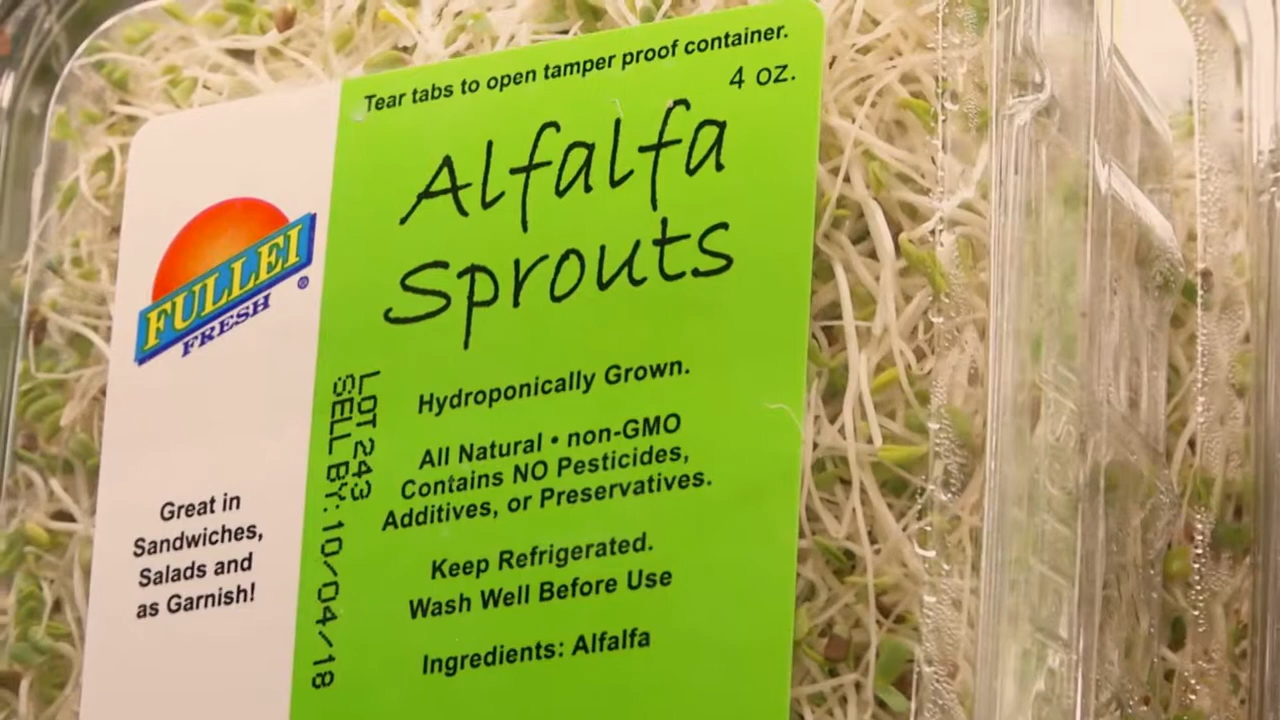 Tear tabs to open tamper proof container.
4 oz.
Alfalfa
Sprouts
FULLEI
FRESH
®
Hydroponically Grown.
All Natural • non-GMO
Contains NO Pesticides,
Additives, or Preservatives.
Keep Refrigerated.
Wash Well Before Use
Ingredients: Alfalfa
LOT 243
SELL BY: 10/04/18
Great in
Sandwiches,
Salads and
as Garnish!